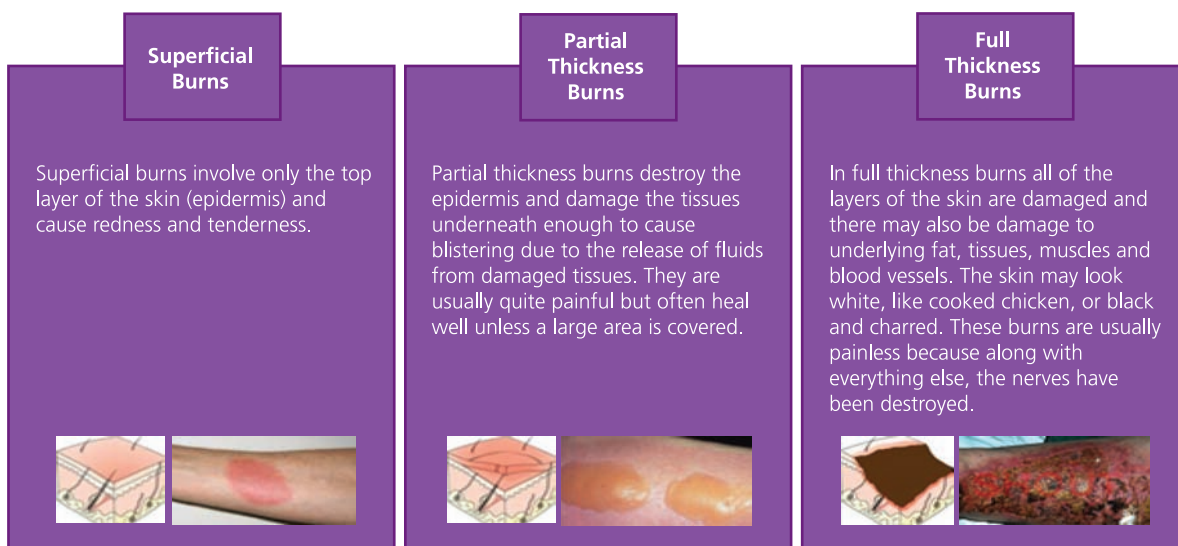 Superficial
Burns
Superficial burns involve only the top
layer of the skin (epidermis) and
cause redness and tenderness.
Partial
Thickness
Burns
Partial thickness burns destroy the
epidermis and damage the tissues
underneath enough to cause
blistering due to the release of fluids
from damaged tissues. They are
usually quite painful but often heal
well unless a large area is covered.
Full
Thickness
Burns
In full thickness burns all of the
layers of the skin are damaged and
there may also be damage to
underlying fat, tissues, muscles and
blood vessels. The skin may look
white, like cooked chicken, or black
and charred. These burns are usually
painless because along with
everything else, the nerves have
been destroyed.